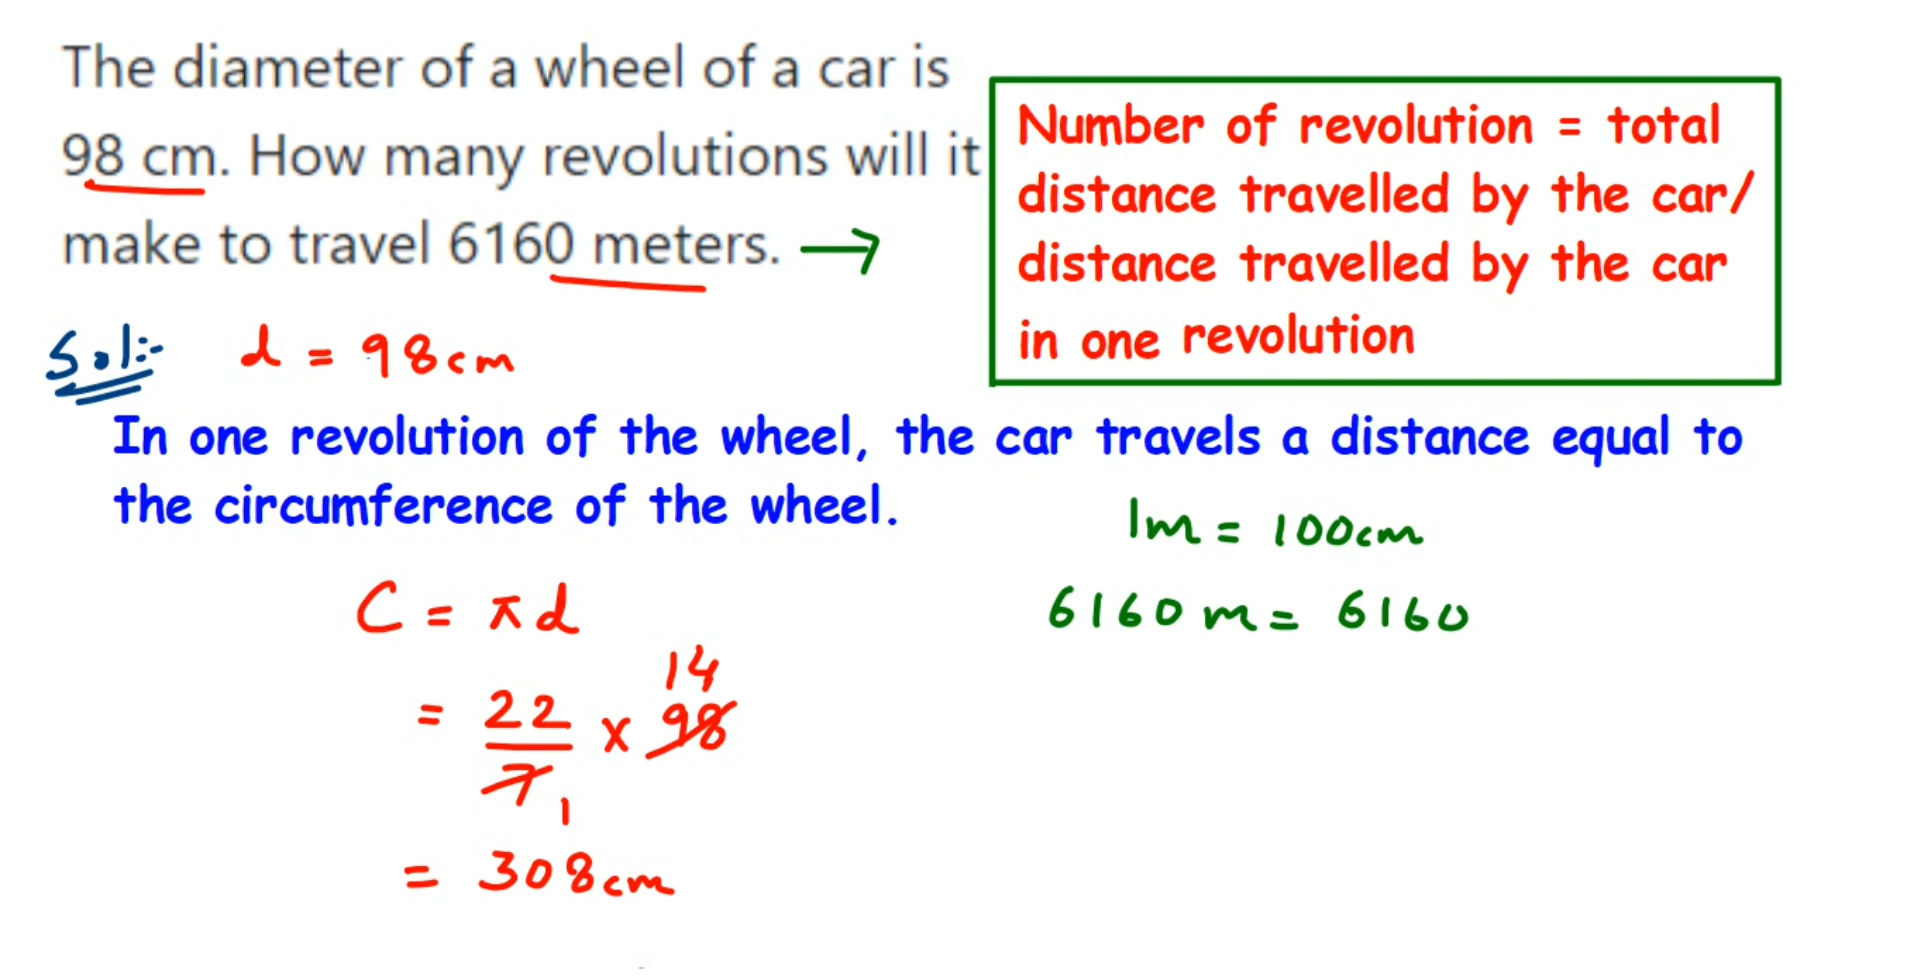 The diameter of a wheel of a car is
98 cm. How many revolutions will it
make to travel 6160 meters. →
Number of revolution = total
distance travelled by the car/
distance travelled by the car
in one revolution
Sol:- d = 98cm
In one revolution of the wheel, the car travels a distance equal to
the circumference of the wheel.
1m = 100cm
6160m = 6160
C = πd
14
= 22/7 × 98
1
= 308cm